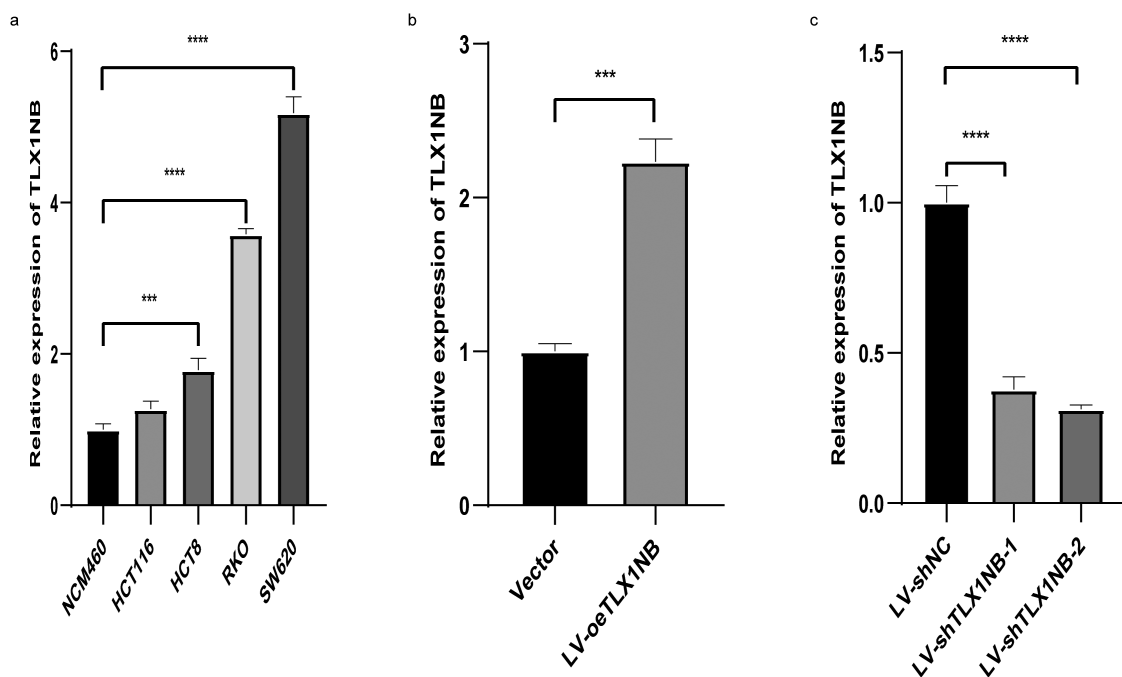 a
Relative expression of TLX1NB
6
4
2
0
****
****
***
NCM460
HCT116
HCT8
RKO
SW620
b
Relative expression of TLX1NB
3
2
1
0
***
Vector
LV-oeTLX1NB
c
Relative expression of TLX1NB
1.5
1.0
0.5
0.0
****
****
LV-shNC
LV-shTLX1NB-1
LV-shTLX1NB-2